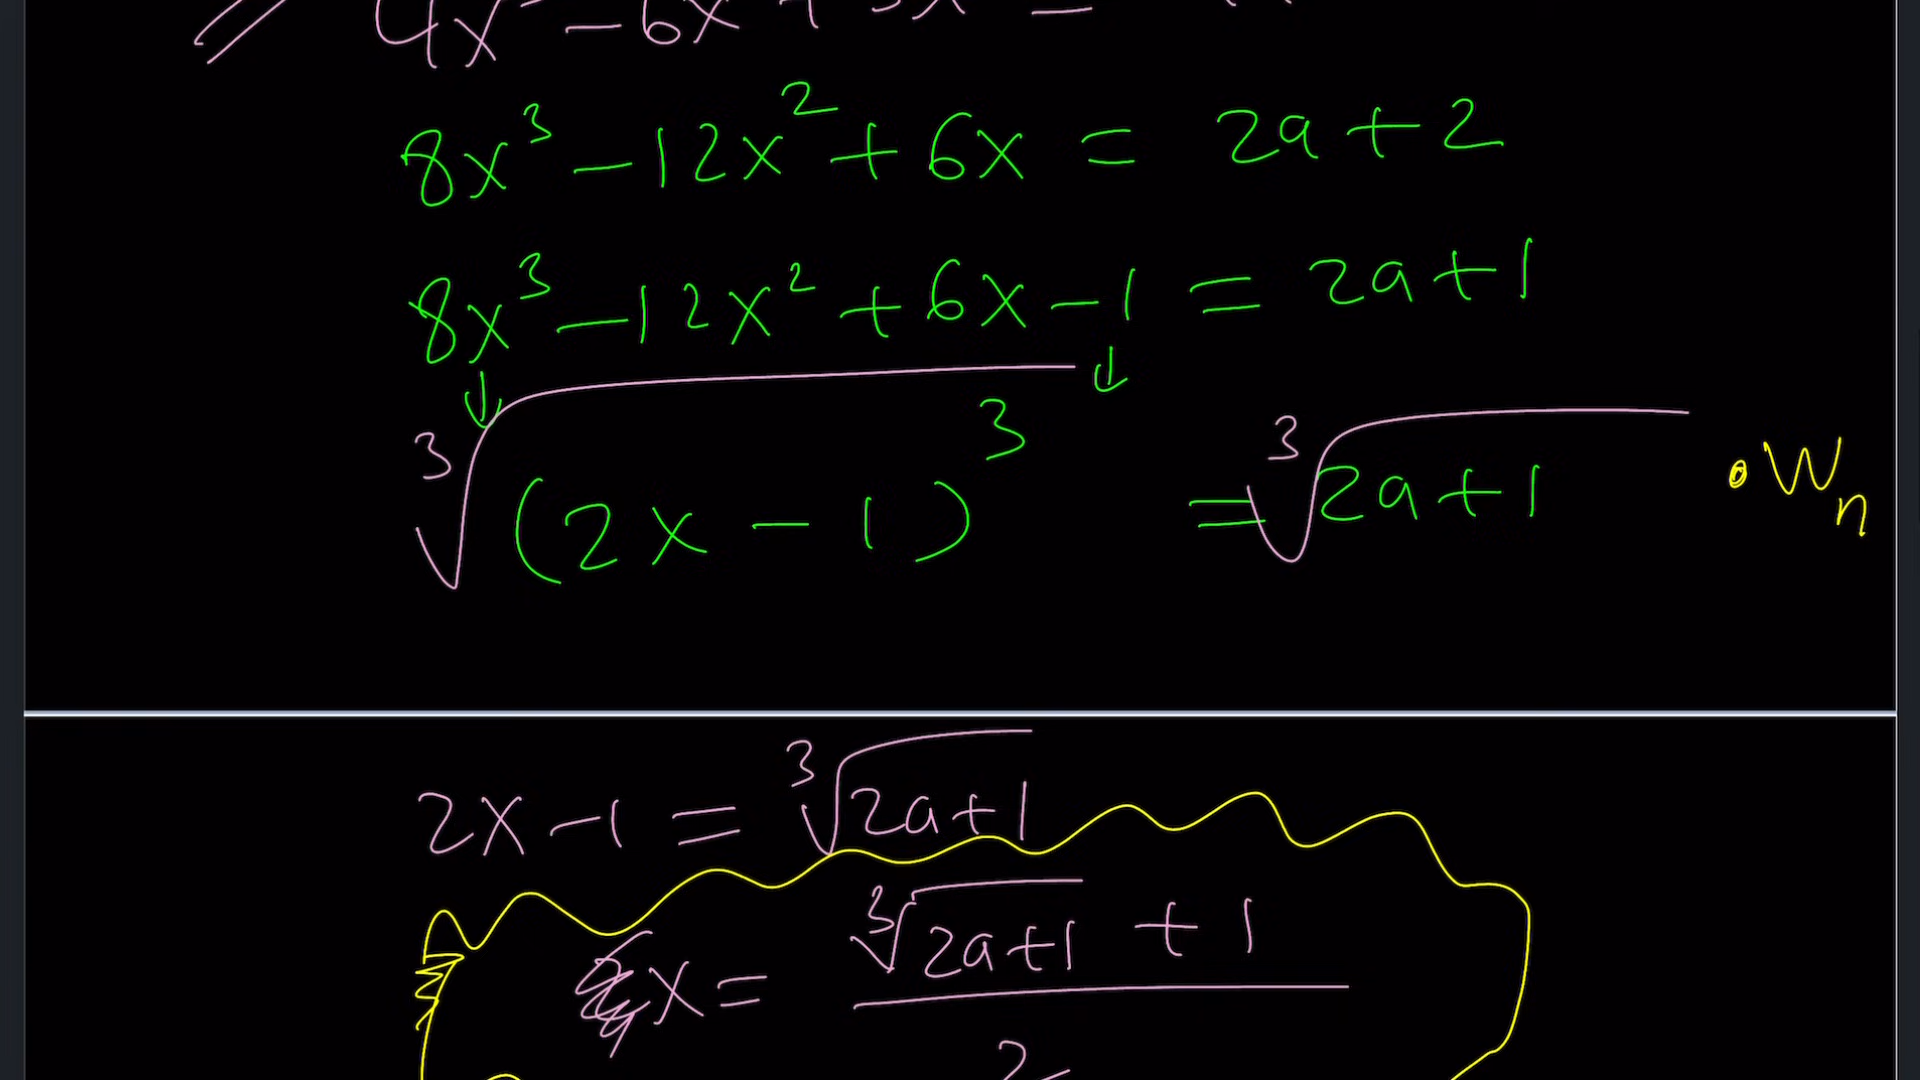 8x³ - 12x² + 6x = 2a + 2
8x³ - 12x² + 6x - 1 = 2a + 1
∛(2x - 1)³ = ∛2a + 1 · Wₙ
2x - 1 = ∛2a + 1
x = ∛2a + 1 + 1
2